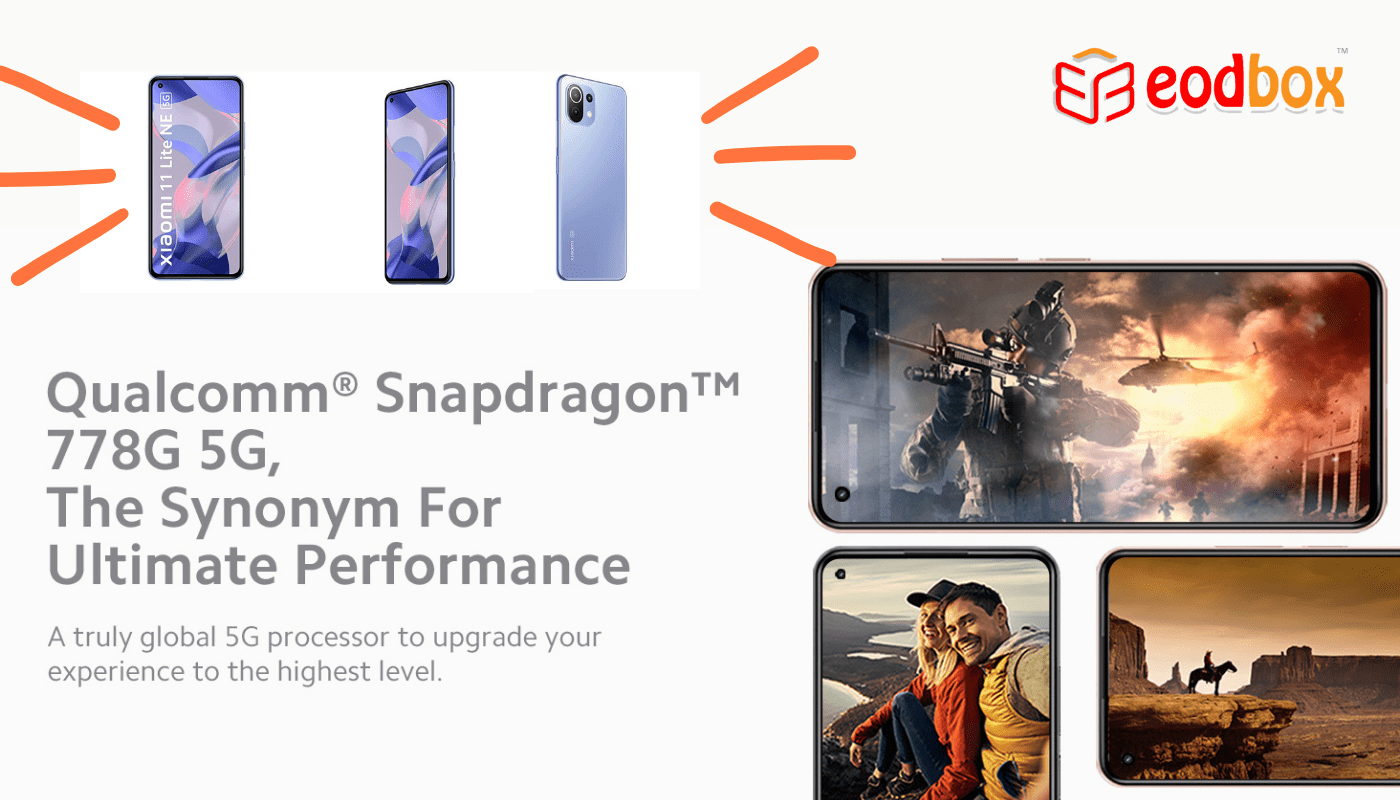 eodbox
TM
xiaomi 11 Lite NE 5G
Qualcomm® Snapdragon™
778G 5G,
The Synonym For
Ultimate Performance
A truly global 5G processor to upgrade your
experience to the highest level.